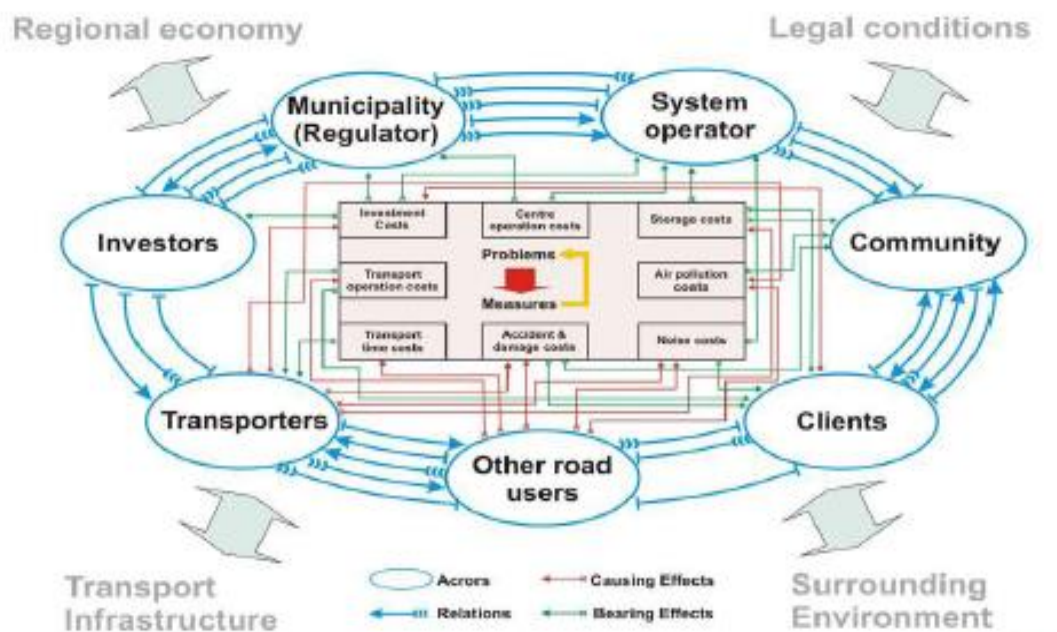 Regional economy
Legal conditions
Municipality
(Regulator)
System
operator
Investors
Community
Investment
Costs
Centre
operation costs
Storage costs
Problems
Measures
Transport
operation costs
Air pollution
costs
Transport
time costs
Accident &
damage costs
Noise costs
Transporters
Clients
Other road
users
Transport
Infrastructure
Acrors
Relations
Causing Effects
Bearing Effects
Surrounding
Environment